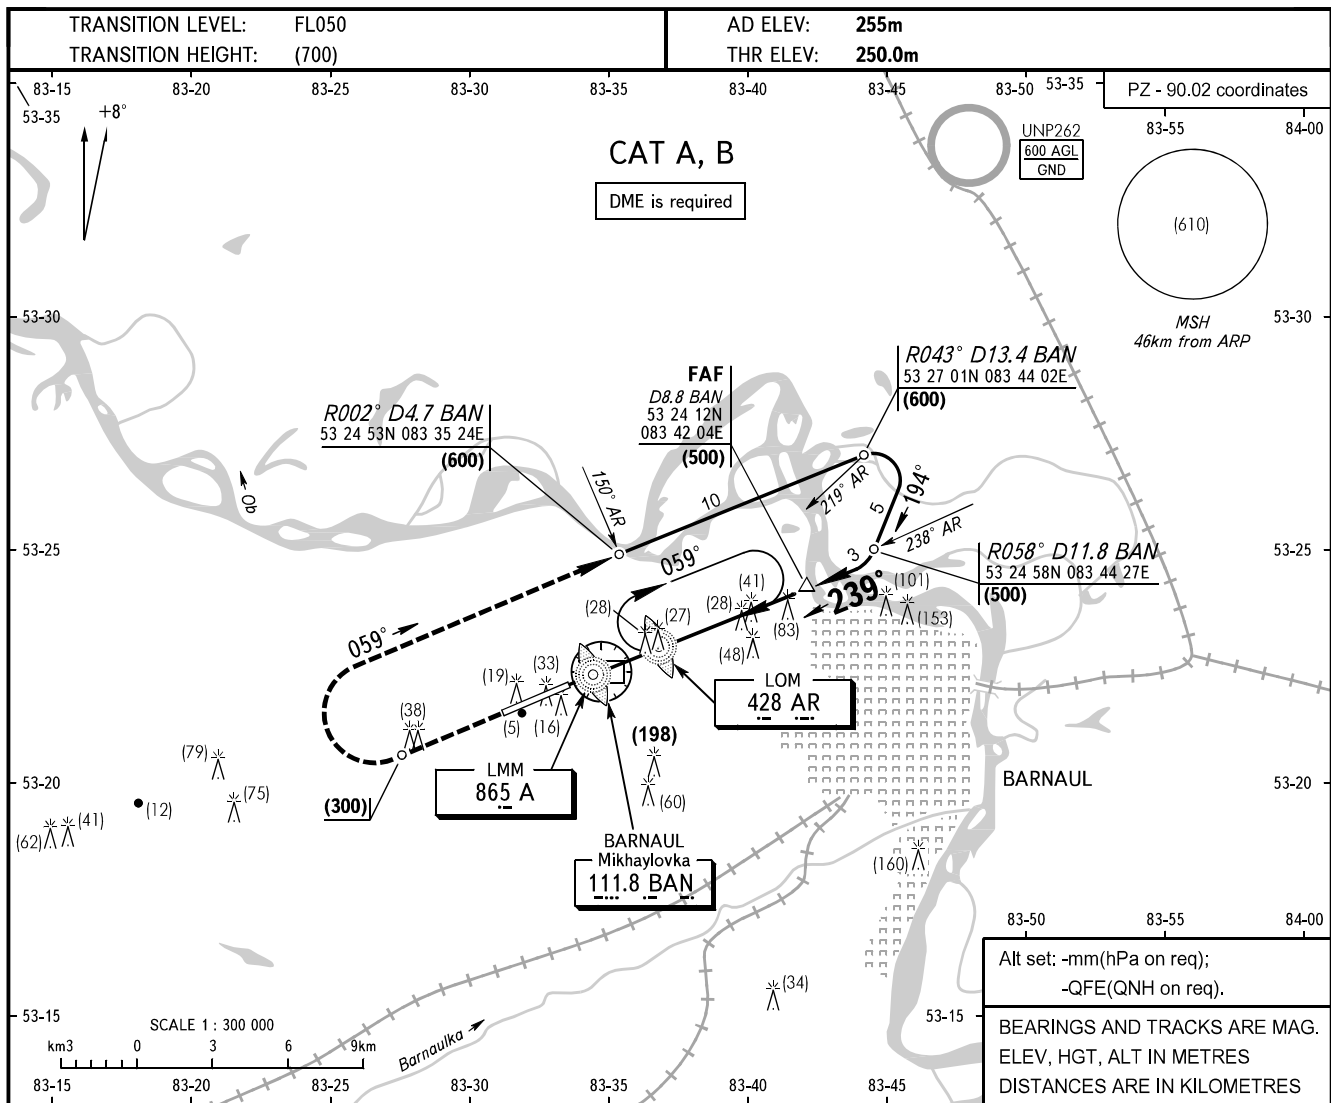 TRANSITION LEVEL: FL050
TRANSITION HEIGHT: (700)
AD ELEV: 255m
THR ELEV: 250.0m
83-15 83-20 83-25 83-30 83-35 83-40 83-45 83-50 53-35
PZ - 90.02 coordinates
53-35
+8°
83-55 84-00
CAT A, B
DME is required
UNP262
600 AGL
GND
(610)
MSH
46km from ARP
53-30
53-30
R043° D13.4 BAN
53 27 01N 083 44 02E
(600)
FAF
D8.8 BAN
53 24 12N
083 42 04E
(500)
R002° D4.7 BAN
53 24 53N 083 35 24E
(600)
150° AR
Ob
10
219° AR
194°
5
238° AR
3
53-25
53-25
R058° D11.8 BAN
53 24 58N 083 44 27E
(500)
059°
239°
(101)
(153)
(41)
(28)
(83)
(48)
(28)
(27)
059°
LOM
428 AR
(19)
(33)
(5)
(16)
(38)
(198)
(60)
(79)
(75)
(12)
(62)
(41)
(300)
LMM
865 A
53-20
53-20
BARNAUL
BARNAUL
Mikhaylovka
111.8 BAN
(160)
83-50 83-55 84-00
(34)
Alt set: -mm(hPa on req);
-QFE(QNH on req).
53-15
53-15
SCALE 1 : 300 000
km3 0 3 6 9km
Barnaulka
BEARINGS AND TRACKS ARE MAG.
ELEV, HGT, ALT IN METRES
DISTANCES ARE IN KILOMETRES
83-15 83-20 83-25 83-30 83-35 83-40 83-45